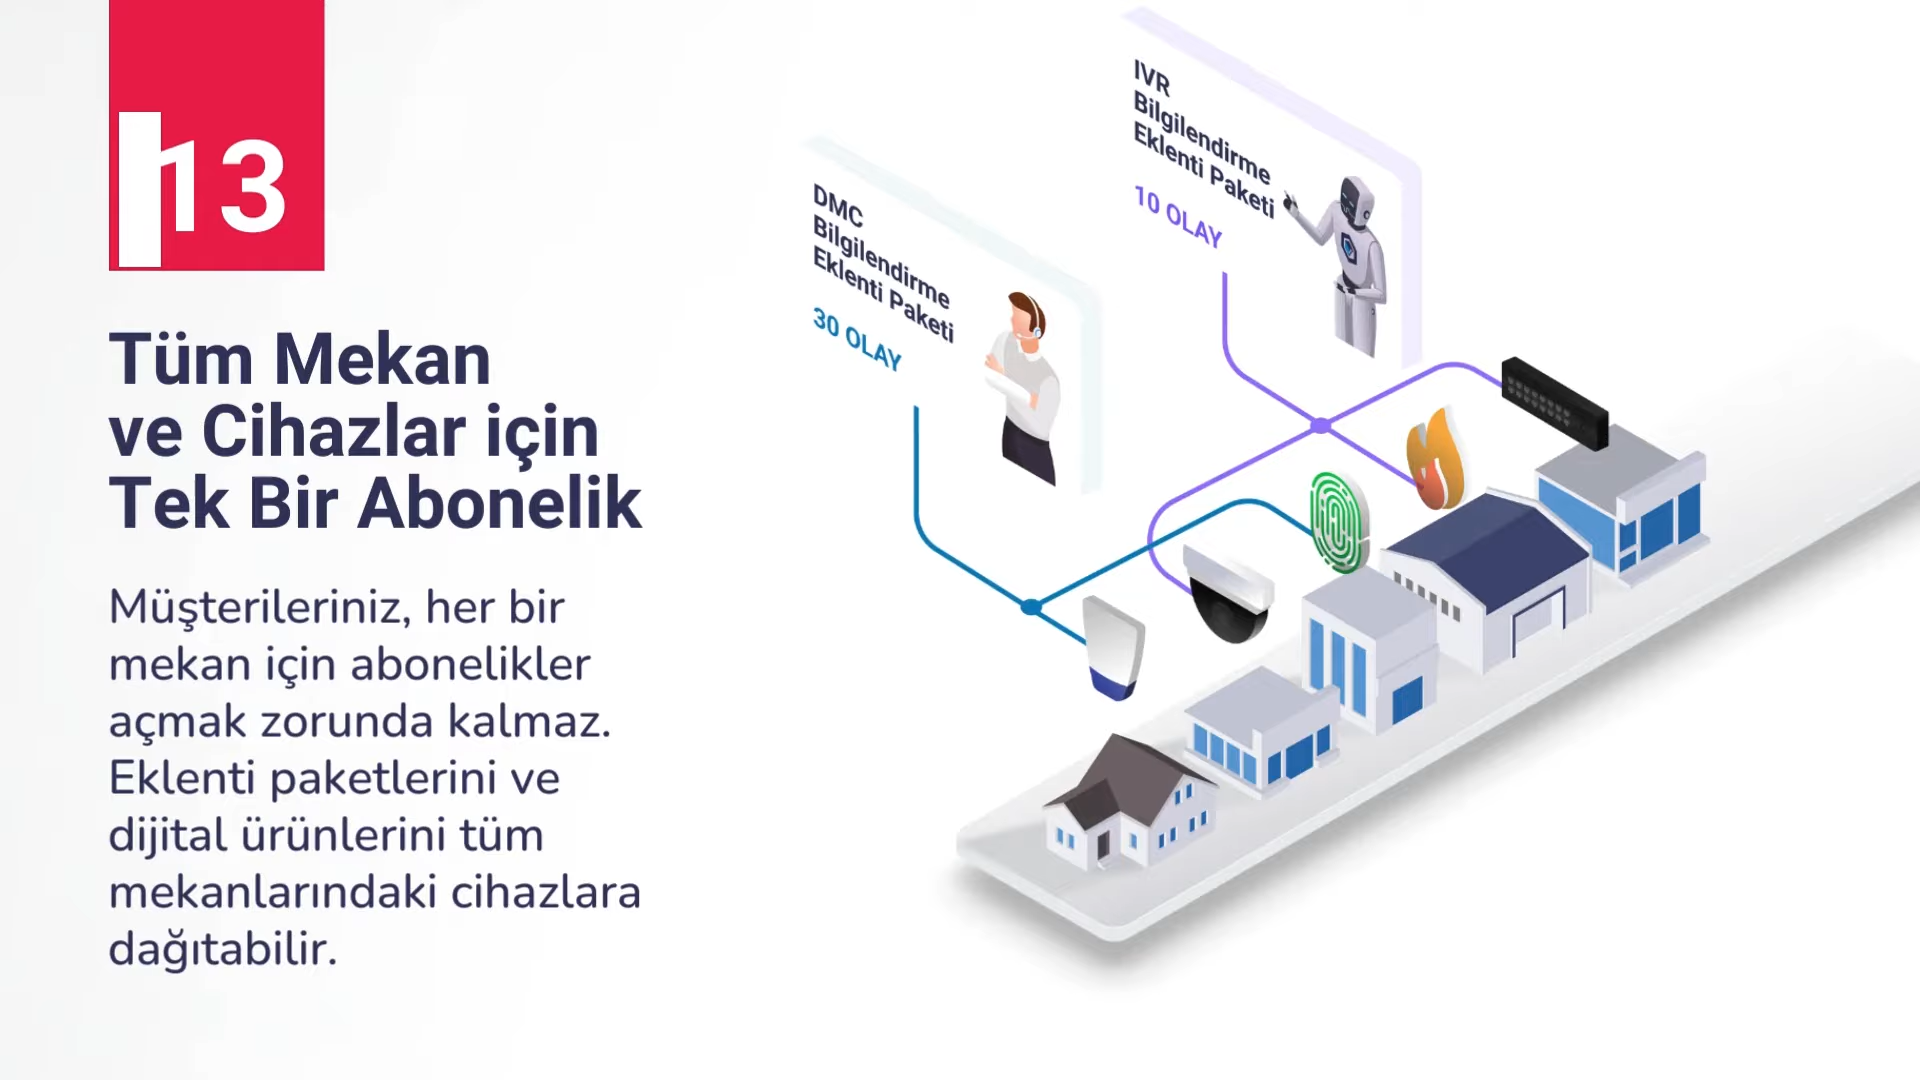 13
Tüm Mekan
ve Cihazlar için
Tek Bir Abonelik
Müşterileriniz, her bir
mekan için abonelikler
açmak zorunda kalmaz.
Eklenti paketlerini ve
dijital ürünlerini tüm
mekanlarındaki cihazlara
dağıtabilir.
DMC
Bilgilendirme
Eklenti Paketi
30 OLAY
IVR
Bilgilendirme
Eklenti Paketi
10 OLAY